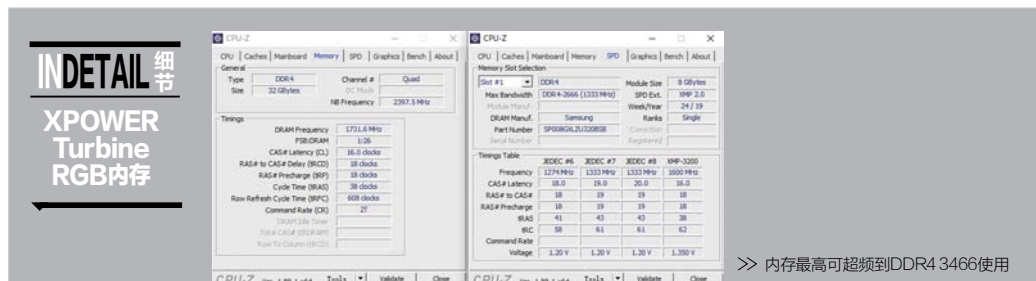 INDETAIL 细节
XPOWER
Turbine
RGB内存
CPU-Z
CPU Caches Mainboard Memory SPD Graphics Bench About
General
Type DDR4 Channel # Quad
Size 32 GBytes DC Mode
NB Frequency 2397.5 MHz
Timings
DRAM Frequency 1731.6 MHz
FSB:DRAM 1:26
CAS# Latency (CL) 16.0 clocks
RAS# to CAS# Delay (tRCD) 18 clocks
RAS# Precharge (tRP) 18 clocks
Cycle Time (tRAS) 38 clocks
Row Refresh Cycle Time (tRFC) 608 clocks
Command Rate (CR) 2T
DRAM Idle Timer
Total CAS# (tRDRAM)
Row To Column (tRCD)
CPU-Z Tools Validate Close
CPU-Z
CPU Caches Mainboard Memory SPD Graphics Bench About
Memory Slot Selection
Slot #1 DDR4 Module Size 8 GBytes
Max Bandwidth DDR4-2666 (1333 MHz) SPD Ext. XMP 2.0
Module Manuf. Week/Year 24 / 19
DRAM Manuf. Samsung Ranks Single
Part Number SP008GXLZU320BSB Correction
Serial Number Registered
Timings Table
JEDEC #6 JEDEC #7 JEDEC #8 XMP-3200
Frequency 1274 MHz 1333 MHz 1333 MHz 1600 MHz
CAS# Latency 18.0 19.0 20.0 16.0
RAS# to CAS# 18 19 19 18
RAS# Precharge 18 19 19 18
tRAS 41 43 43 38
tRC 58 61 61 62
Command Rate
Voltage 1.20 V 1.20 V 1.20 V 1.350 V
CPU-Z Tools Validate Close
>> 内存最高可超频到DDR4 3466使用